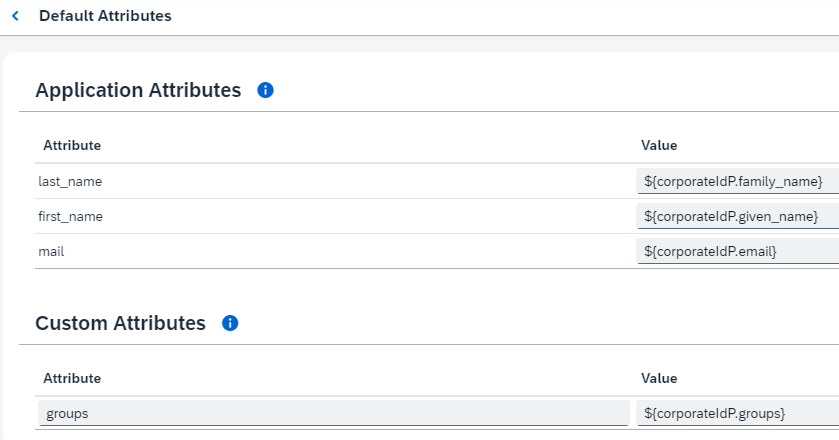 Default Attributes
Application Attributes
Attribute Value
last_name ${corporateIdP.family_name}
first_name ${corporateIdP.given_name}
mail ${corporateIdP.email}
Custom Attributes
Attribute Value
groups ${corporateIdP.groups}